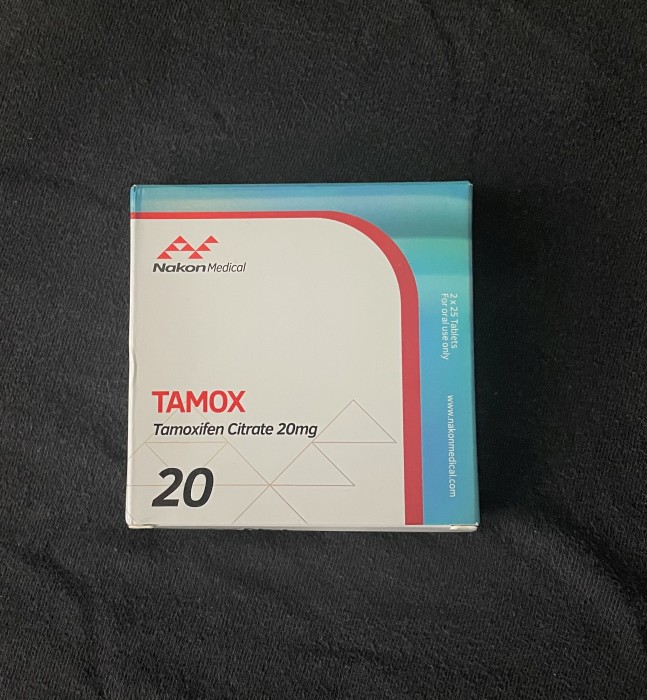 Nakon Medical
TAMOX
Tamoxifen Citrate 20mg
20
2 x 25 Tablets
For oral use only
www.nakonmedical.com